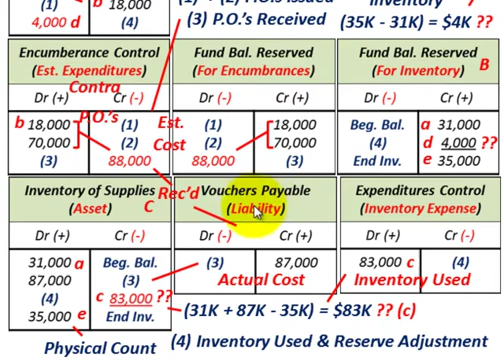 (1) b 18,000 (1) + (2) P.O.'s Issued Inventory
4,000 d (4) (3) P.O.'s Received (35K - 31K) = $4K ??
Encumberance Control Fund Bal. Reserved Fund Bal. Reserved
(Est. Expenditures) (For Encumbrances) (For Inventory) B
Contra
Dr (+) Cr (-) Dr (-) Cr (+) Dr (-) Cr (+)
P.O.'s
b 18,000 (1) Est. (1) 18,000 Beg. Bal. a 31,000
70,000 (2) Cost (2) 70,000 (4) d 4,000 ??
(3) 88,000 88,000 (3) End Inv. e 35,000
Inventory of Supplies Rec'd Vouchers Payable Expenditures Control
(Asset) C (Liability) (Inventory Expense)
Dr (+) Cr (-) Dr (-) Cr (+) Dr (+) Cr (-)
31,000 a Beg. Bal. (3) 87,000 83,000 c (4)
87,000 (3) Actual Cost Inventory Used
(4) c 83,000 ?? (31K + 87K - 35K) = $83K ?? (c)
35,000 e End Inv.
Physical Count (4) Inventory Used & Reserve Adjustment